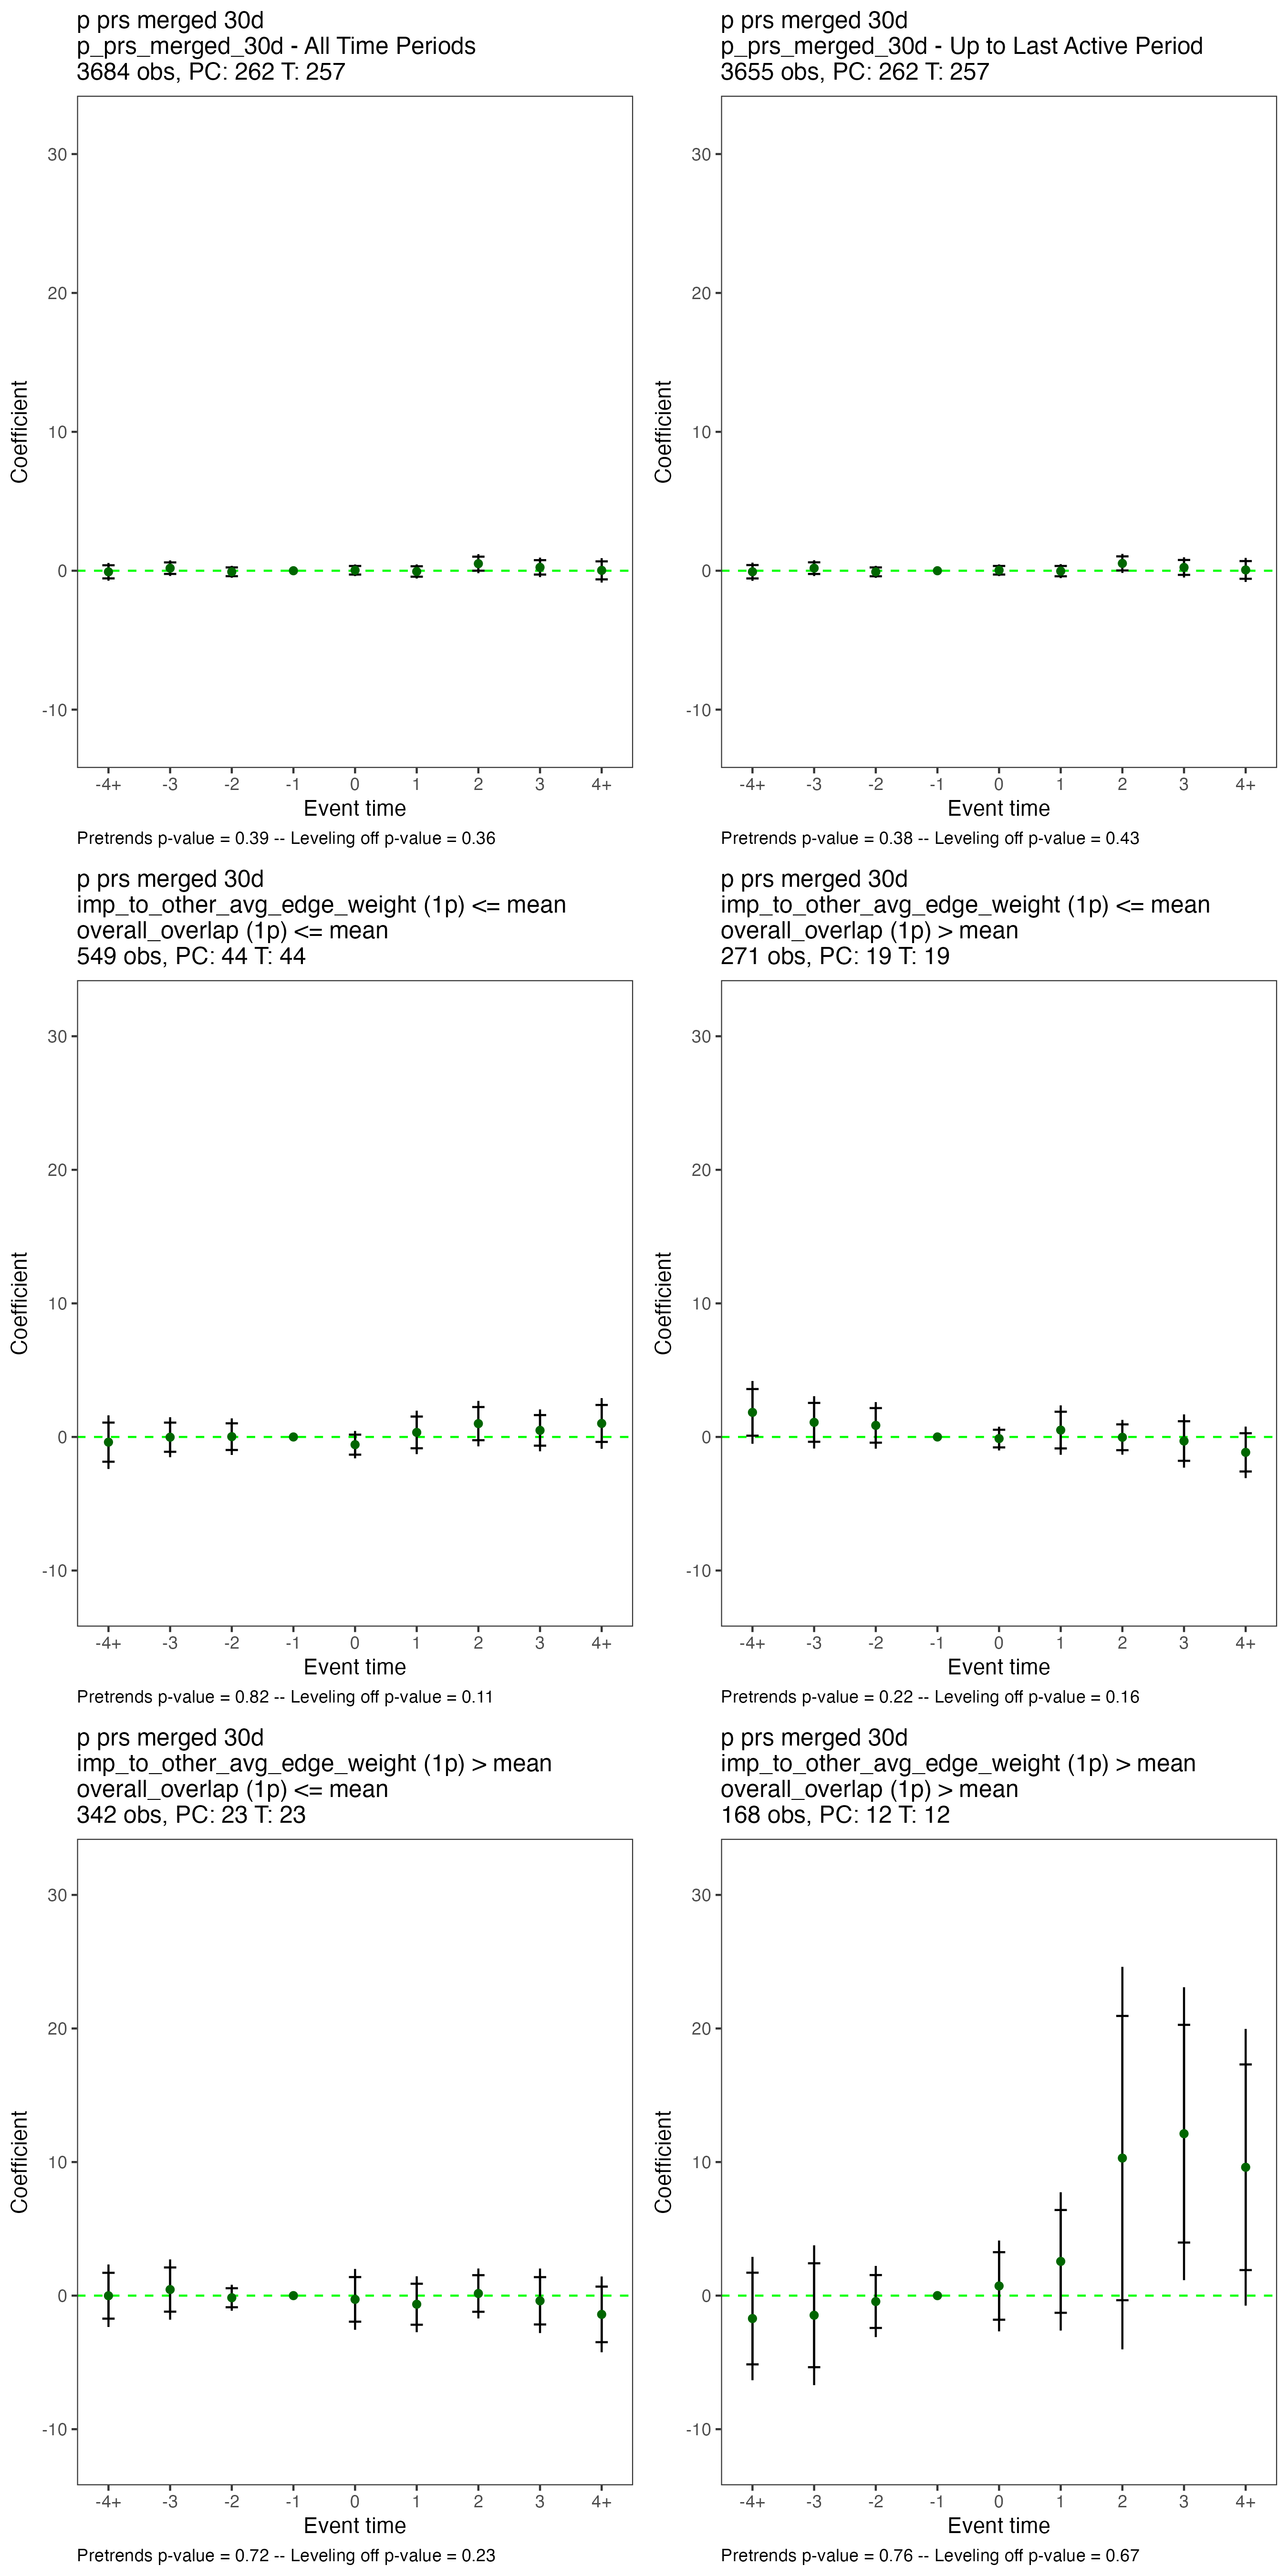 p prs merged 30d
p_prs_merged_30d - All Time Periods
3684 obs, PC: 262 T: 257
30
20
10
0
-10
Coefficient
-4+ -3 -2 -1 0 1 2 3 4+
Event time
Pretrends p-value = 0.39 -- Leveling off p-value = 0.36
p prs merged 30d
p_prs_merged_30d - Up to Last Active Period
3655 obs, PC: 262 T: 257
30
20
10
0
-10
Coefficient
-4+ -3 -2 -1 0 1 2 3 4+
Event time
Pretrends p-value = 0.38 -- Leveling off p-value = 0.43
p prs merged 30d
imp_to_other_avg_edge_weight (1p) <= mean
overall_overlap (1p) <= mean
549 obs, PC: 44 T: 44
30
20
10
0
-10
Coefficient
-4+ -3 -2 -1 0 1 2 3 4+
Event time
Pretrends p-value = 0.82 -- Leveling off p-value = 0.11
p prs merged 30d
imp_to_other_avg_edge_weight (1p) <= mean
overall_overlap (1p) > mean
271 obs, PC: 19 T: 19
30
20
10
0
-10
Coefficient
-4+ -3 -2 -1 0 1 2 3 4+
Event time
Pretrends p-value = 0.22 -- Leveling off p-value = 0.16
p prs merged 30d
imp_to_other_avg_edge_weight (1p) > mean
overall_overlap (1p) <= mean
342 obs, PC: 23 T: 23
30
20
10
0
-10
Coefficient
-4+ -3 -2 -1 0 1 2 3 4+
Event time
Pretrends p-value = 0.72 -- Leveling off p-value = 0.23
p prs merged 30d
imp_to_other_avg_edge_weight (1p) > mean
overall_overlap (1p) > mean
168 obs, PC: 12 T: 12
30
20
10
0
-10
Coefficient
-4+ -3 -2 -1 0 1 2 3 4+
Event time
Pretrends p-value = 0.76 -- Leveling off p-value = 0.67